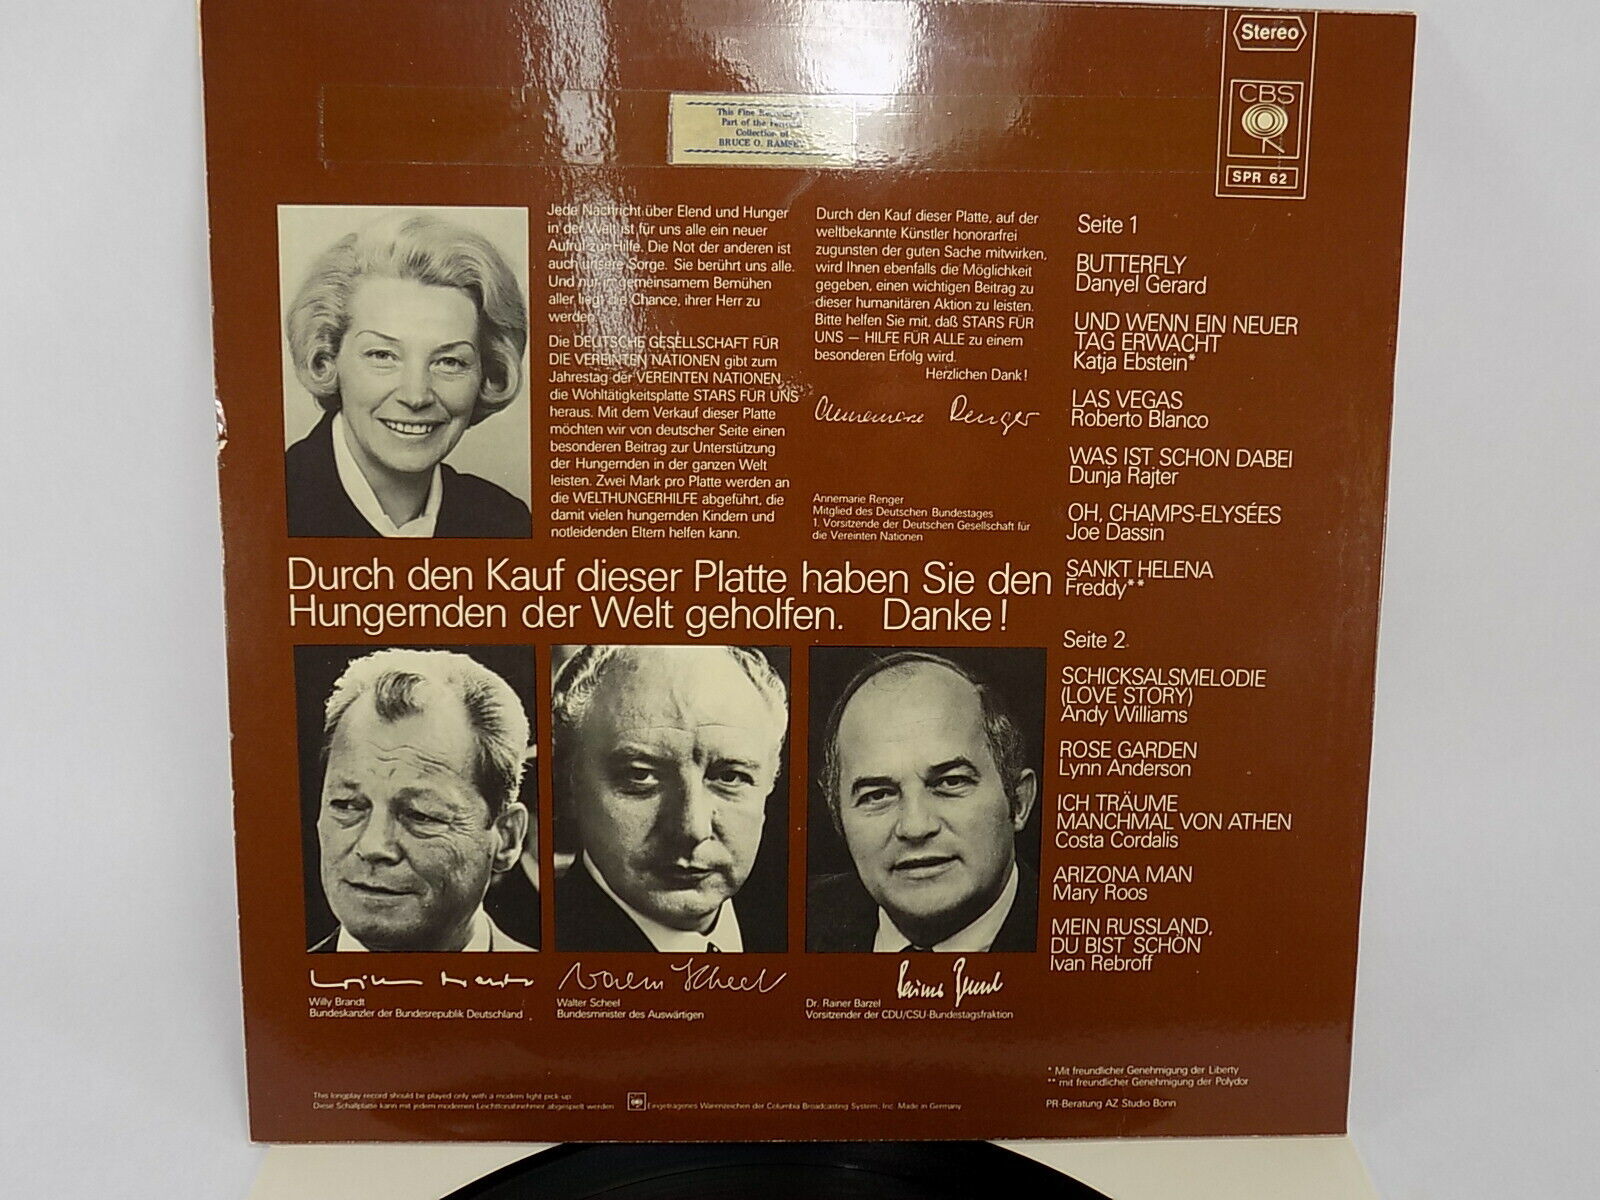 Stereo
CBS
SPR 62
This Fine
Part of the
Collection of
BRUCE O.
Jede Nachricht über Elend und Hunger
in der Welt ist für uns alle ein neuer
Aufruf zur Hilfe. Die Not der anderen ist
auch unsere Sorge. Sie berührt uns alle.
Und nur in gemeinsamem Bemühen
aller liegt die Chance, ihrer Herr zu
werden.
Die DEUTSCHE GESELLSCHAFT FÜR
DIE VEREINTEN NATIONEN gibt zum
Jahrestag der VEREINTEN NATIONEN
die Wohltätigkeitsplatte STARS FÜR UNS
heraus. Mit dem Verkauf dieser Platte
möchten wir von deutscher Seite einen
besonderen Beitrag zur Unterstützung
der Hungernden in der ganzen Welt
leisten. Zwei Mark pro Platte werden an
die WELTHUNGERHILFE abgeführt, die
damit vielen hungernden Kindern und
notleidenden Eltern helfen kann.
Durch den Kauf dieser Platte, auf der
weltbekannte Künstler honorarfrei
zugunsten der guten Sache mitwirken,
wird Ihnen ebenfalls die Möglichkeit
gegeben, einen wichtigen Beitrag zu
dieser humanitären Aktion zu leisten.
Bitte helfen Sie mit, daß STARS FÜR
UNS — HILFE FÜR ALLE zu einem
besonderen Erfolg wird.
Herzlichen Dank!
Annemarie Renger
Annemarie Renger
Mitglied des Deutschen Bundestages
1. Vorsitzende der Deutschen Gesellschaft für
die Vereinten Nationen
Durch den Kauf dieser Platte haben Sie den
Hungernden der Welt geholfen. Danke!
Willy Brandt
Willy Brandt
Bundeskanzler der Bundesrepublik Deutschland
Walter Scheel
Walter Scheel
Bundesminister des Auswärtigen
Rainer Barzel
Dr. Rainer Barzel
Vorsitzender der CDU/CSU-Bundestagsfraktion
Seite 1
BUTTERFLY
Danyel Gerard
UND WENN EIN NEUER
TAG ERWACHT
Katja Ebstein*
LAS VEGAS
Roberto Blanco
WAS IST SCHON DABEI
Dunja Rajter
OH, CHAMPS-ELYSÉES
Joe Dassin
SANKT HELENA
Freddy**
Seite 2
SCHICKSALSMELODIE
(LOVE STORY)
Andy Williams
ROSE GARDEN
Lynn Anderson
ICH TRÄUME
MANCHMAL VON ATHEN
Costa Cordalis
ARIZONA MAN
Mary Roos
MEIN RUSSLAND,
DU BIST SCHÖN
Ivan Rebroff
* Mit freundlicher Genehmigung der Liberty
** mit freundlicher Genehmigung der Polydor
PR-Beratung AZ Studio Bonn
This longplay record should be played only with a modern light pick-up
Diese Schallplatte kann mit jedem modernen Leichttonabnehmer abgespielt werden
CBS
Eingetragenes Warenzeichen der Columbia Broadcasting System, Inc. Made in Germany